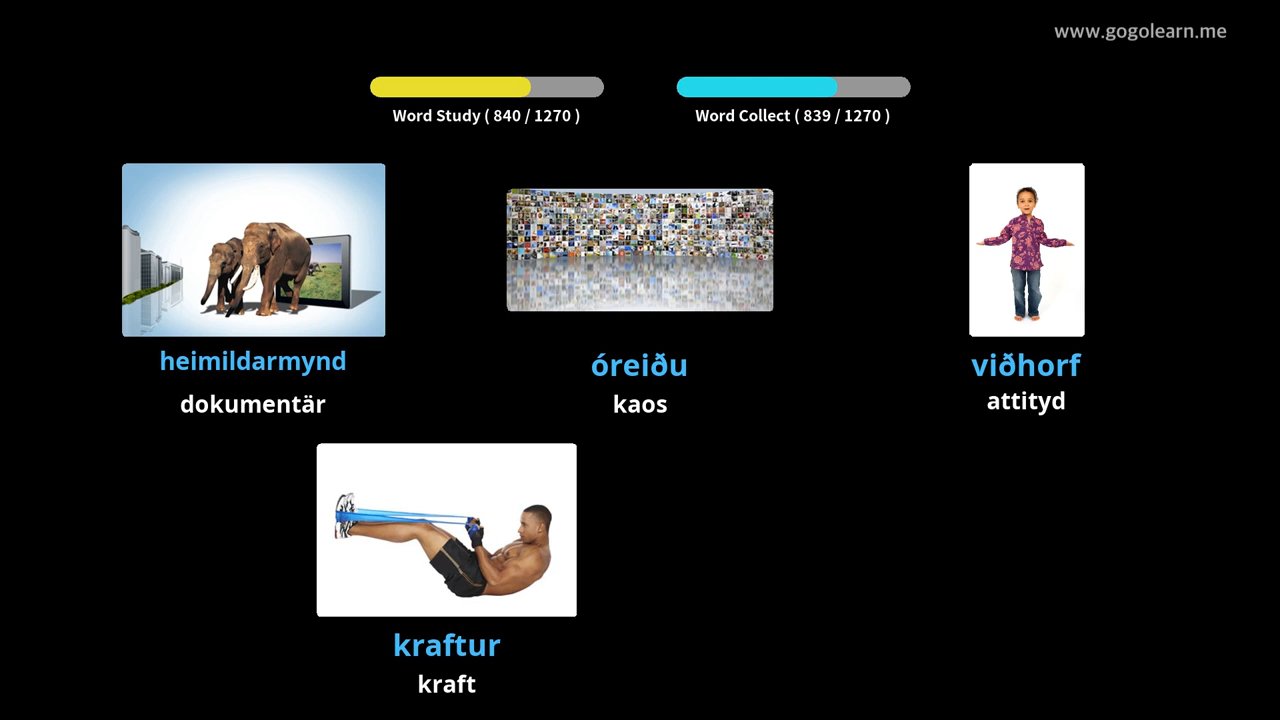 www.gogolearn.me
Word Study ( 840 / 1270 )
Word Collect ( 839 / 1270 )
heimildarmynd
dokumentär
óreiðu
kaos
viðhorf
attityd
kraftur
kraft